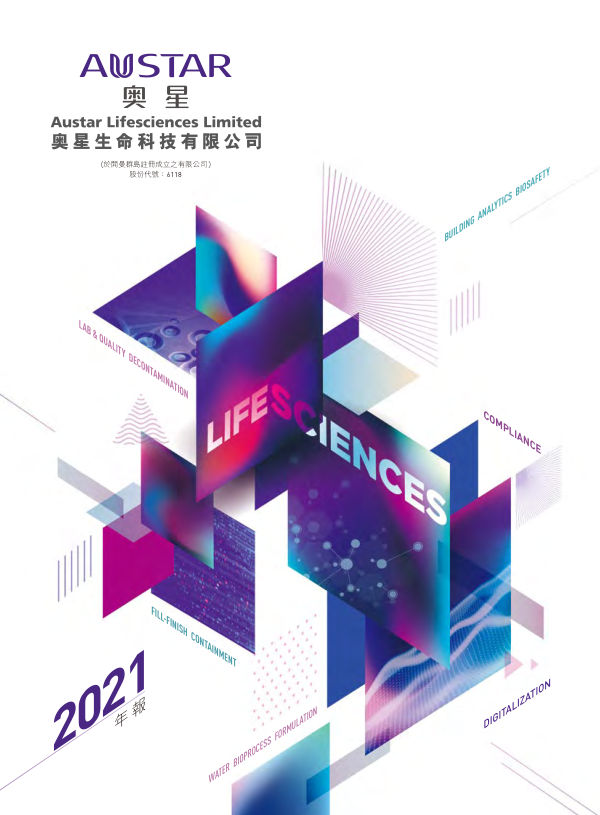 AUSTAR
奧星
Austar Lifesciences Limited
奧星生命科技有限公司
(於開曼群島註冊成立之有限公司)
股份代號：6118
BUILDING ANALYTICS BIOSAFETY
LAB & QUALITY DECONTAMINATION
LIFESCIENCES
COMPLIANCE
FILL-FINISH CONTAINMENT
2021
年報
DIGITALIZATION
WATER BIOPROCESS FORMULATION